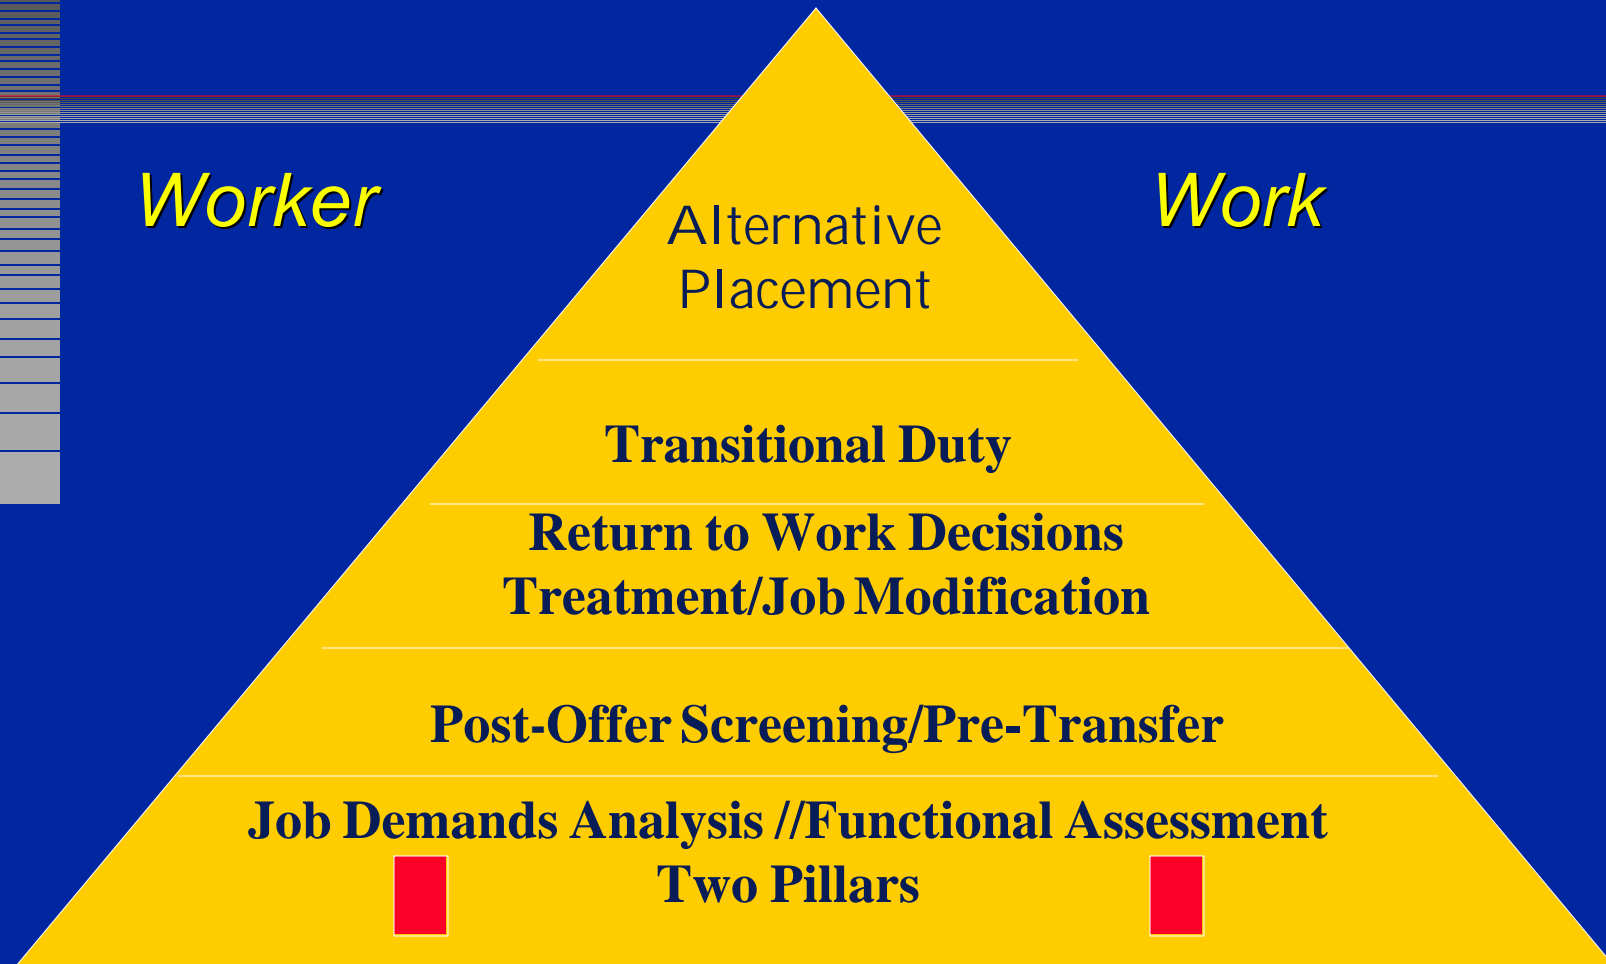 Worker
Work
Alternative
Placement
Transitional Duty
Return to Work Decisions
Treatment/Job Modification
Post-Offer Screening/Pre-Transfer
Job Demands Analysis //Functional Assessment
Two Pillars